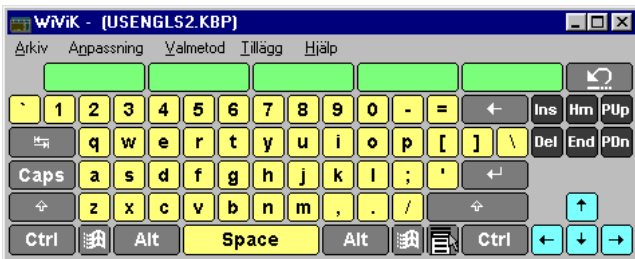 WiViK - (USENGLS2.KBP)
Arkiv Anpassning Valmetod Tillägg Hjälp
` 1 2 3 4 5 6 7 8 9 0 - = ← Ins Hm PUp
q w e r t y u i o p [ ] \ Del End PDn
Caps a s d f g h j k l ; ' ↵
⇧ z x c v b n m , . / ⇧ ↑
Ctrl Alt Space Alt Ctrl ← ↓ →